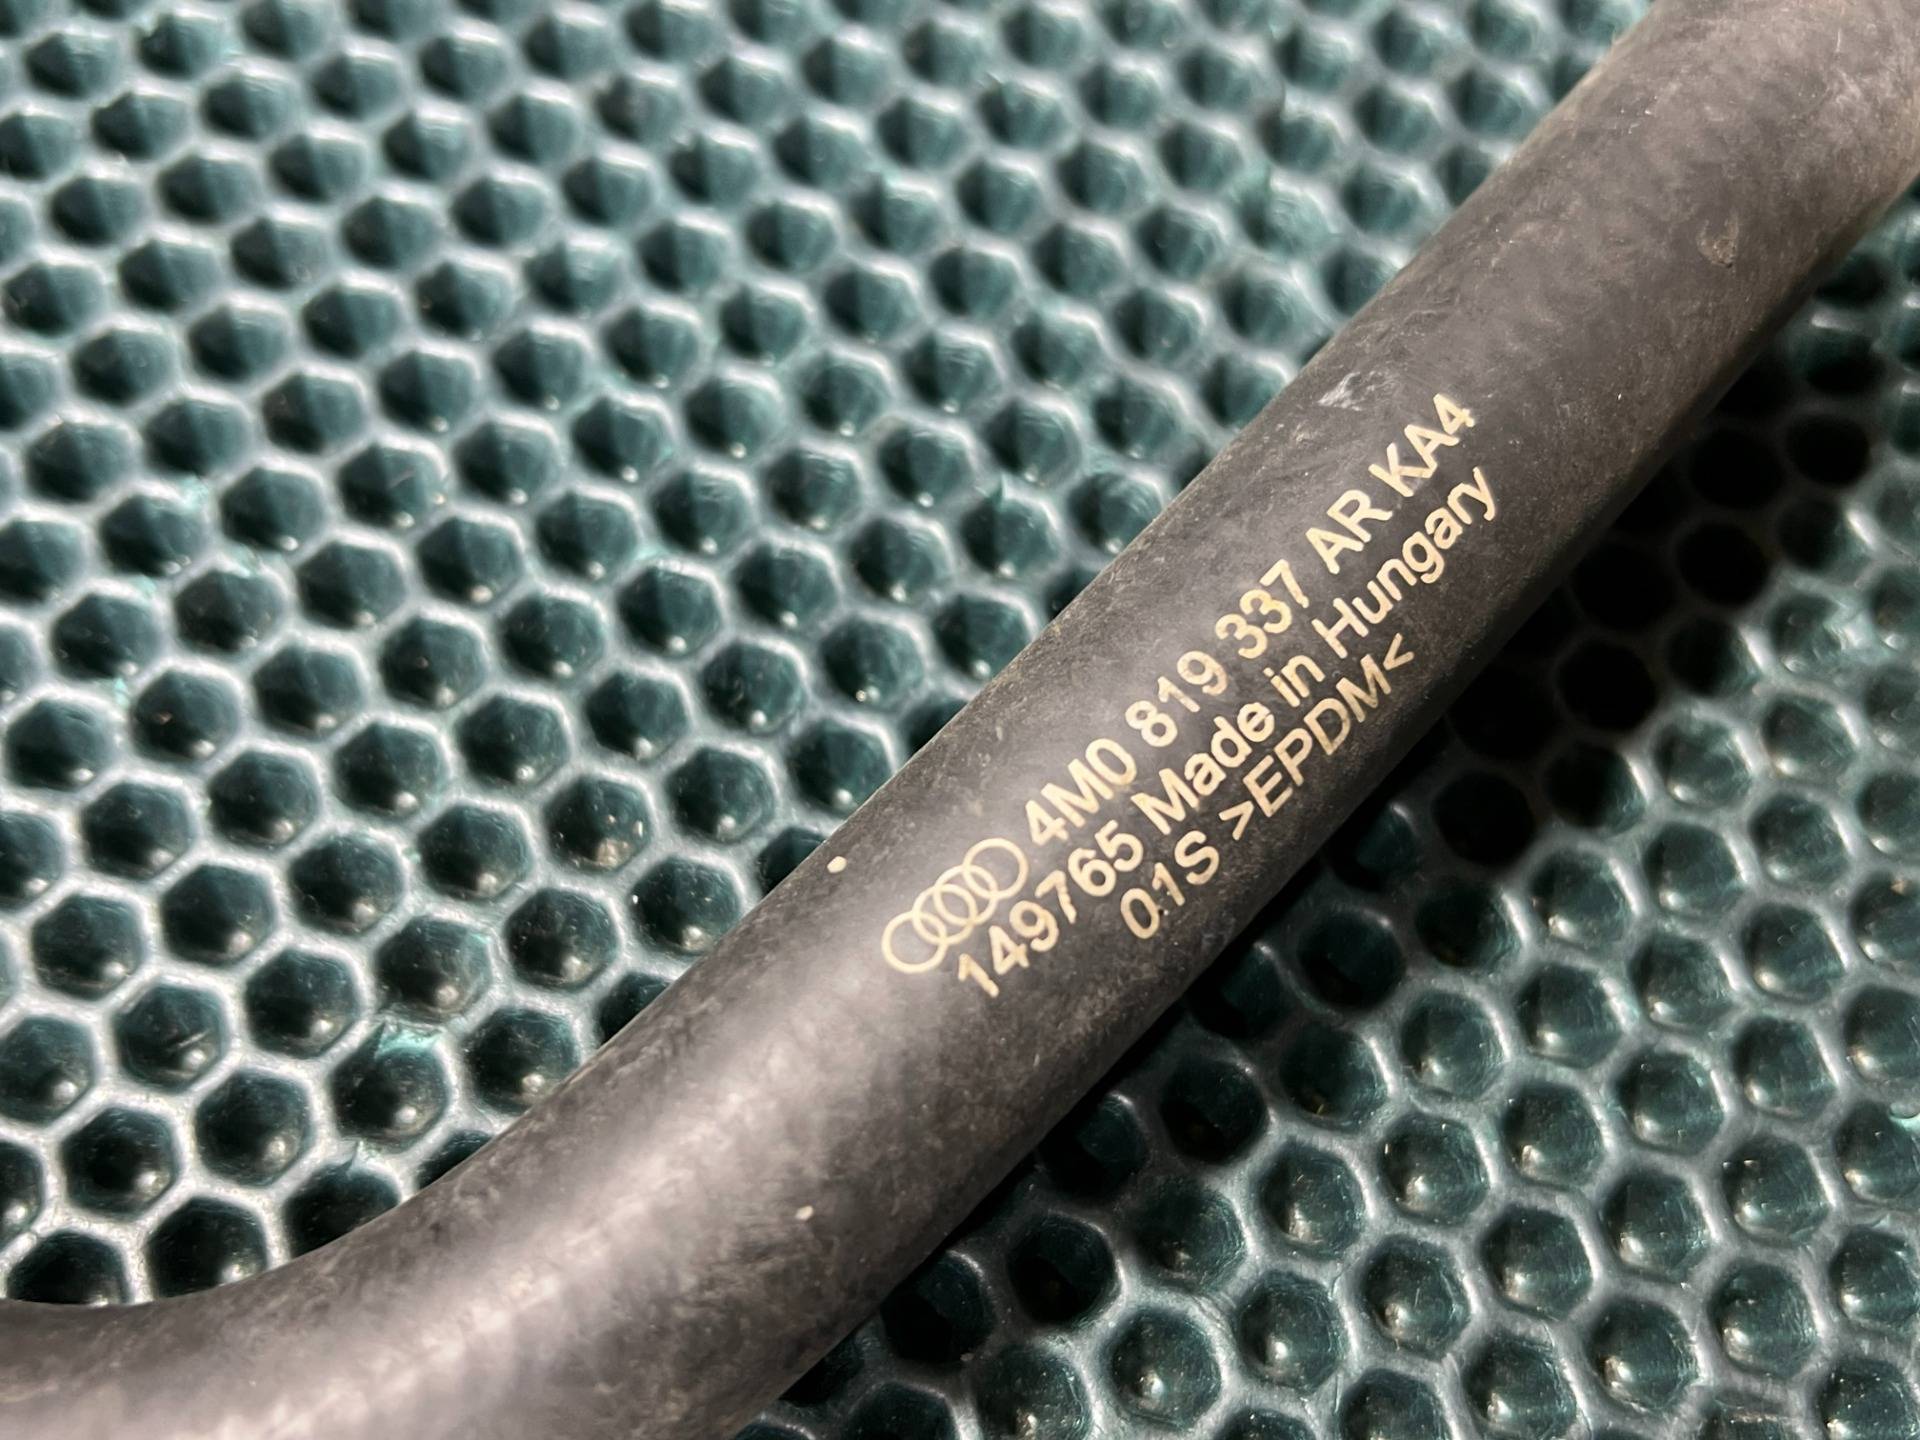 4M0 819 337 AR KA4
149765 Made in Hungary
01S >EPDM<